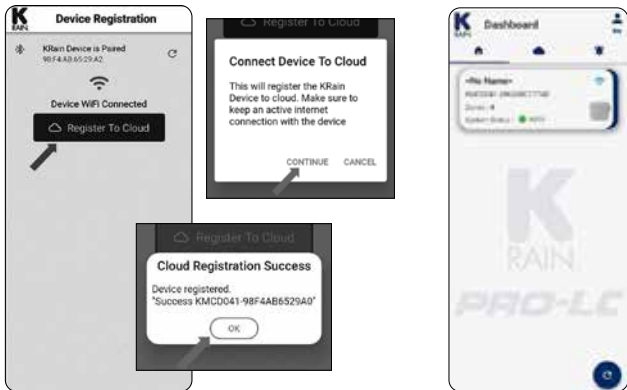 K
RAIN
Device Registration
KRain Device is Paired
98:F4:AB:65:29:A2
Device WiFi Connected
Register To Cloud
Register To Cloud
Connect Device To Cloud
This will register the KRain
Device to cloud. Make sure to
keep an active internet
connection with the device
CONTINUE CANCEL
Register To Cloud
Cloud Registration Success
Device registered.
"Success KMCD041-98F4AB6529A0"
OK
K
RAIN
Dashboard
<No Name>
Zones : 4
K
RAIN
PRO-LC